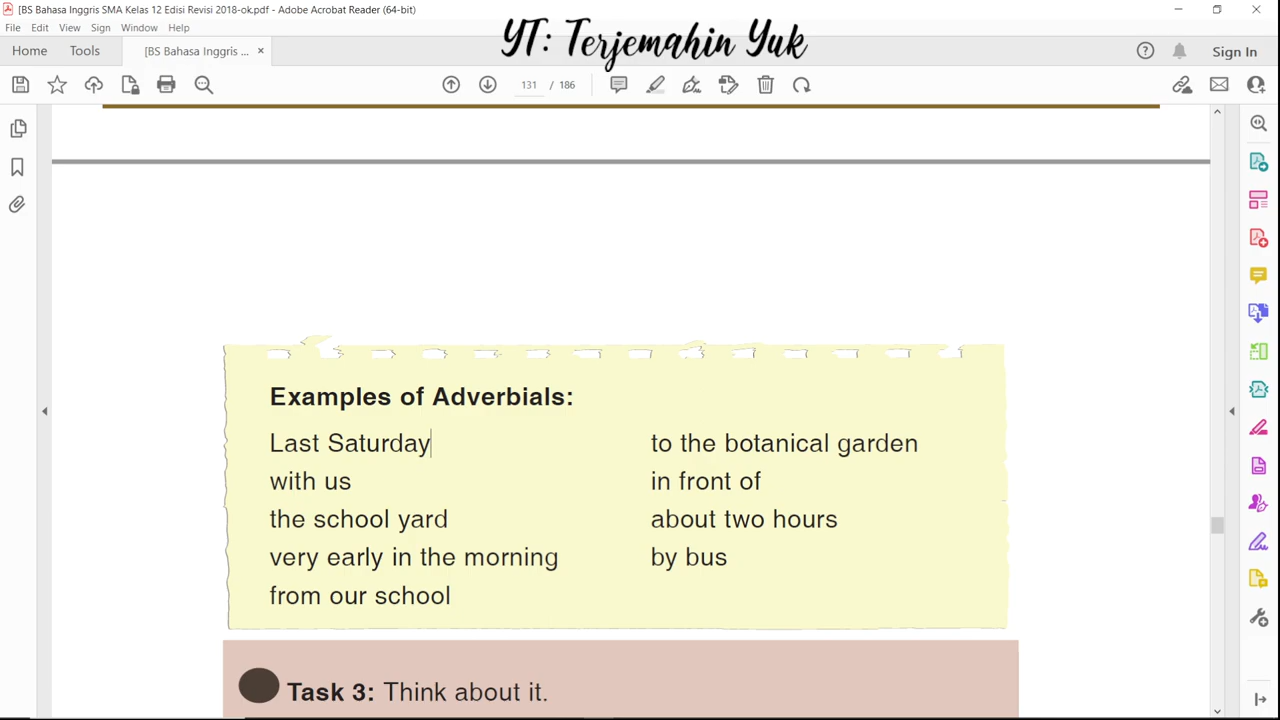 [BS Bahasa Inggris SMA Kelas 12 Edisi Revisi 2018-ok.pdf - Adobe Acrobat Reader (64-bit)
File Edit View Sign Window Help
YT: Terjemahin Yuk
Home Tools [BS Bahasa Inggris ... × Sign In
131 / 186
Examples of Adverbials:
Last Saturday
with us
the school yard
very early in the morning
from our school
to the botanical garden
in front of
about two hours
by bus
Task 3: Think about it.